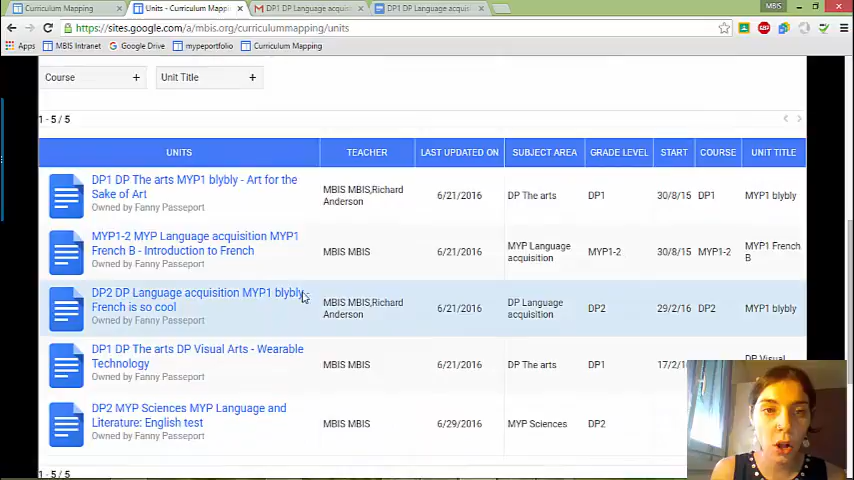 Curriculum Mapping
Units - Curriculum Mapp
DP1 DP Language acquisi
DP1 DP Language acquisi
MBIS
https://sites.google.com/a/mbis.org/curriculummapping/units
Apps
MBIS Intranet
Google Drive
mypeportfolio
Curriculum Mapping
Course +
Unit Title +
1 - 5 / 5
UNITS TEACHER LAST UPDATED ON SUBJECT AREA GRADE LEVEL START COURSE UNIT TITLE
DP1 DP The arts MYP1 blybly - Art for the
Sake of Art
Owned by Fanny Passeport
MBIS MBIS,Richard
Anderson
6/21/2016
DP The arts
DP1
30/8/15
DP1
MYP1 blybly
MYP1-2 MYP Language acquisition MYP1
French B - Introduction to French
Owned by Fanny Passeport
MBIS MBIS
6/21/2016
MYP Language
acquisition
MYP1-2
30/8/15
MYP1-2
MYP1 French
B
DP2 DP Language acquisition MYP1 blybly
French is so cool
Owned by Fanny Passeport
MBIS MBIS,Richard
Anderson
6/21/2016
DP Language
acquisition
DP2
29/2/16
DP2
MYP1 blybly
DP1 DP The arts DP Visual Arts - Wearable
Technology
Owned by Fanny Passeport
MBIS MBIS
6/21/2016
DP The arts
DP1
17/2/1
DP Visual
DP2 MYP Sciences MYP Language and
Literature: English test
Owned by Fanny Passeport
MBIS MBIS
6/29/2016
MYP Sciences
DP2
1 - 5 / 5